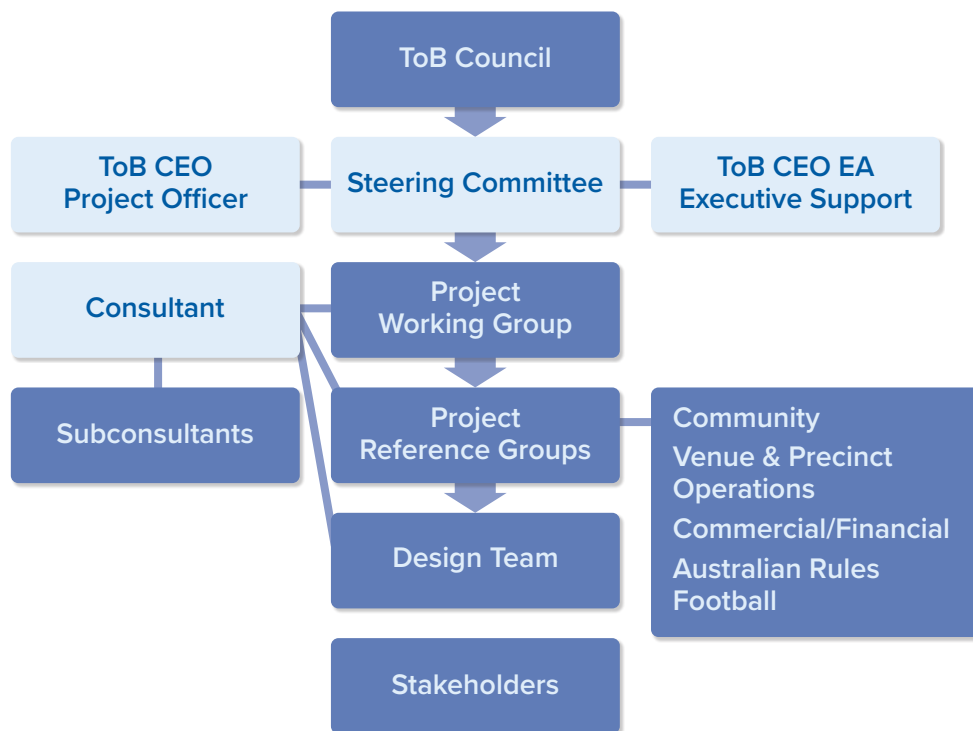 ToB Council
ToB CEO
Project Officer
Steering Committee
ToB CEO EA
Executive Support
Consultant
Project
Working Group
Subconsultants
Project
Reference Groups
Community
Venue & Precinct
Operations
Commercial/Financial
Australian Rules
Football
Design Team
Stakeholders